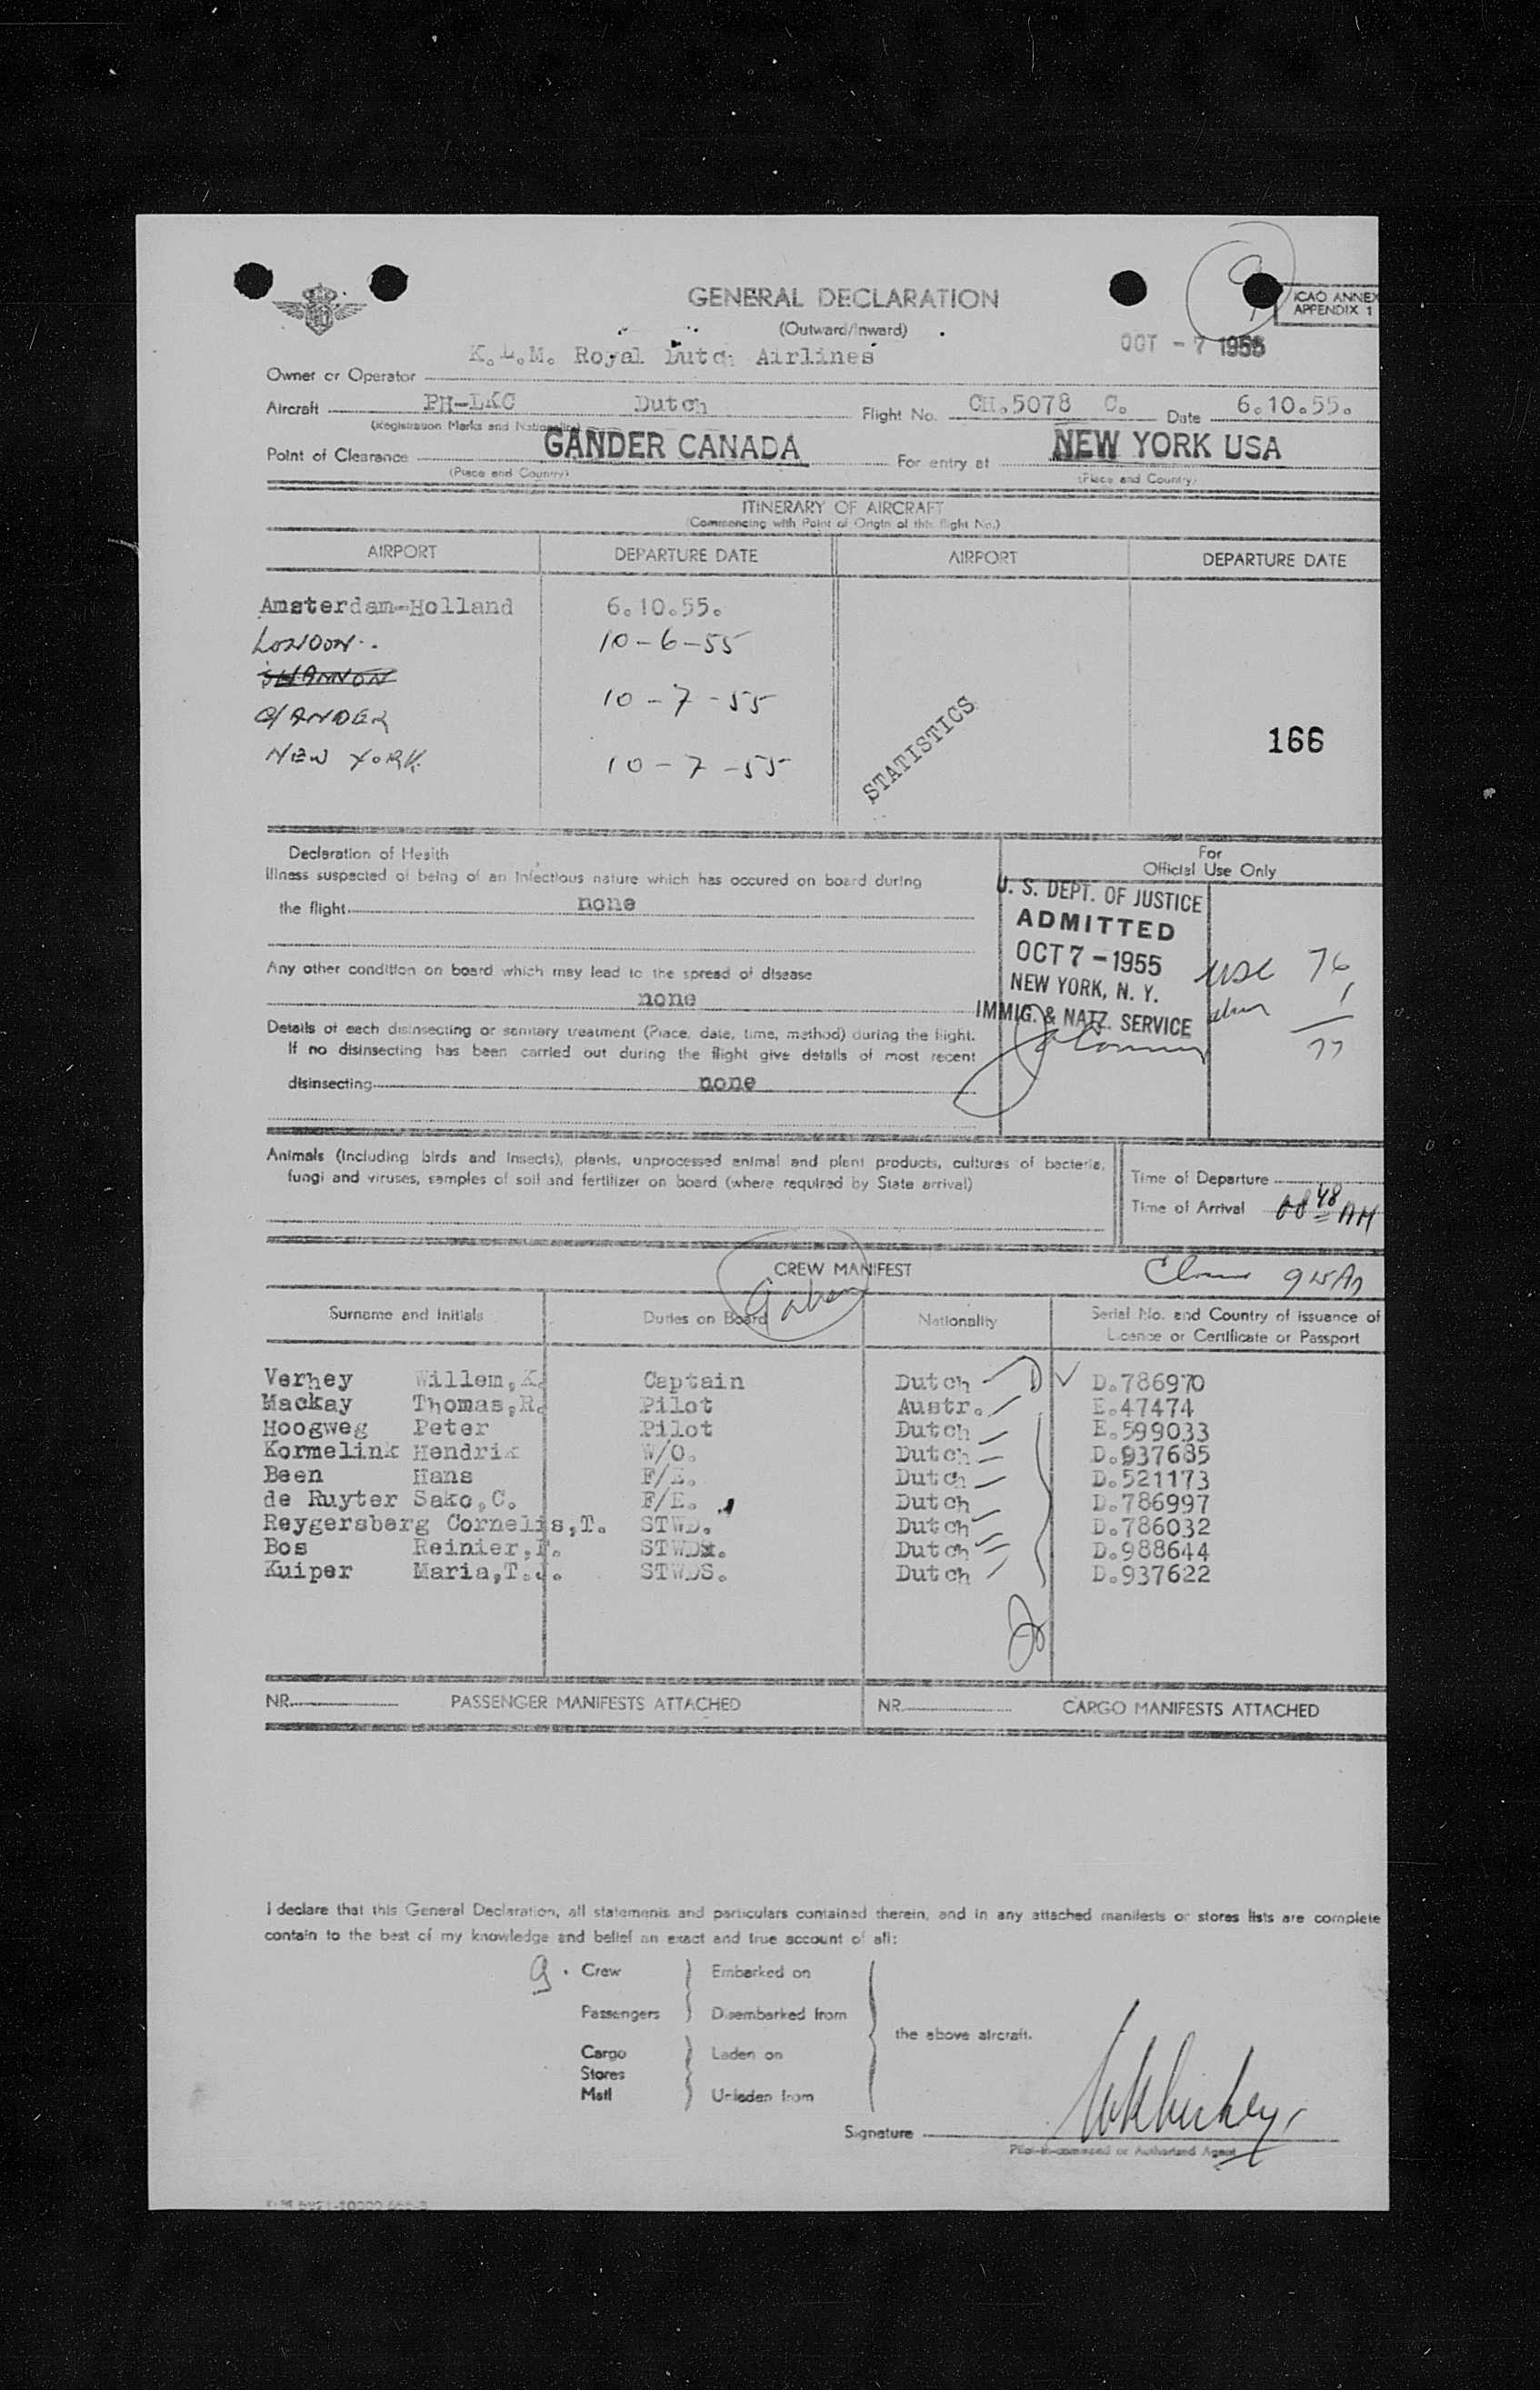 GENERAL DECLARATION
(Outward/Inward)
ICAO ANNEX
APPENDIX 1
OCT - 7 1955
K.L.M. Royal Dutch Airlines
Owner or Operator
Aircraft PH-LKC Dutch Flight No. CH.5078 C. Date 6.10.55.
(Registration Marks and Nationality)
Point of Clearance GANDER CANADA For entry at NEW YORK USA
(Place and Country) (Place and Country)
ITINERARY OF AIRCRAFT
(Commencing with Point of Origin of this flight No.)
AIRPORT DEPARTURE DATE AIRPORT DEPARTURE DATE
Amsterdam-Holland 6.10.55.
LONDON 10-6-55
SHANNON
GANDER 10-7-55
NEW YORK 10-7-55
STATISTICS
166
Declaration of Health
Illness suspected of being of an infectious nature which has occured on board during
the flight none
Any other condition on board which may lead to the spread of disease
none
Details of each disinsecting or sanitary treatment (Place, date, time, method) during the flight.
If no disinsecting has been carried out during the flight give details of most recent
disinsecting none
For
Official Use Only
U. S. DEPT. OF JUSTICE
ADMITTED
OCT 7 - 1955
NEW YORK, N. Y.
IMMIG. & NATZ. SERVICE
usc 76
alien 1
77
Animals (including birds and insects), plants, unprocessed animal and plant products, cultures of bacteria,
fungi and viruses, samples of soil and fertilizer on board (where required by State arrival)
Time of Departure
Time of Arrival 0848 AM
CREW MANIFEST
Surname and Initials Duties on Board Nationality Serial No. and Country of issuance of
Licence or Certificate or Passport
Verhey Willem,K. Captain Dutch D.786970
Mackay Thomas,R. Pilot Austr. E.47474
Hoogweg Peter Pilot Dutch E.599033
Kormelink Hendrik W/O. Dutch D.937685
Been Hans F/E. Dutch D.521173
de Ruyter Sako,C. F/E. Dutch D.786997
Reygersberg Cornelis,T. STWD. Dutch D.786032
Bos Reinier,F. STWD. Dutch D.988644
Kuiper Maria,T.J. STWDS. Dutch D.937622
NR. PASSENGER MANIFESTS ATTACHED NR. CARGO MANIFESTS ATTACHED
I declare that this General Declaration, all statements and particulars contained therein, and in any attached manifests or stores lists are complete
contain to the best of my knowledge and belief an exact and true account of all:
9 Crew Embarked on
Passengers Disembarked from
the above aircraft.
Cargo Laden on
Stores
Mail Unladen from
Signature
Pilot-in-command or Authorized Agent